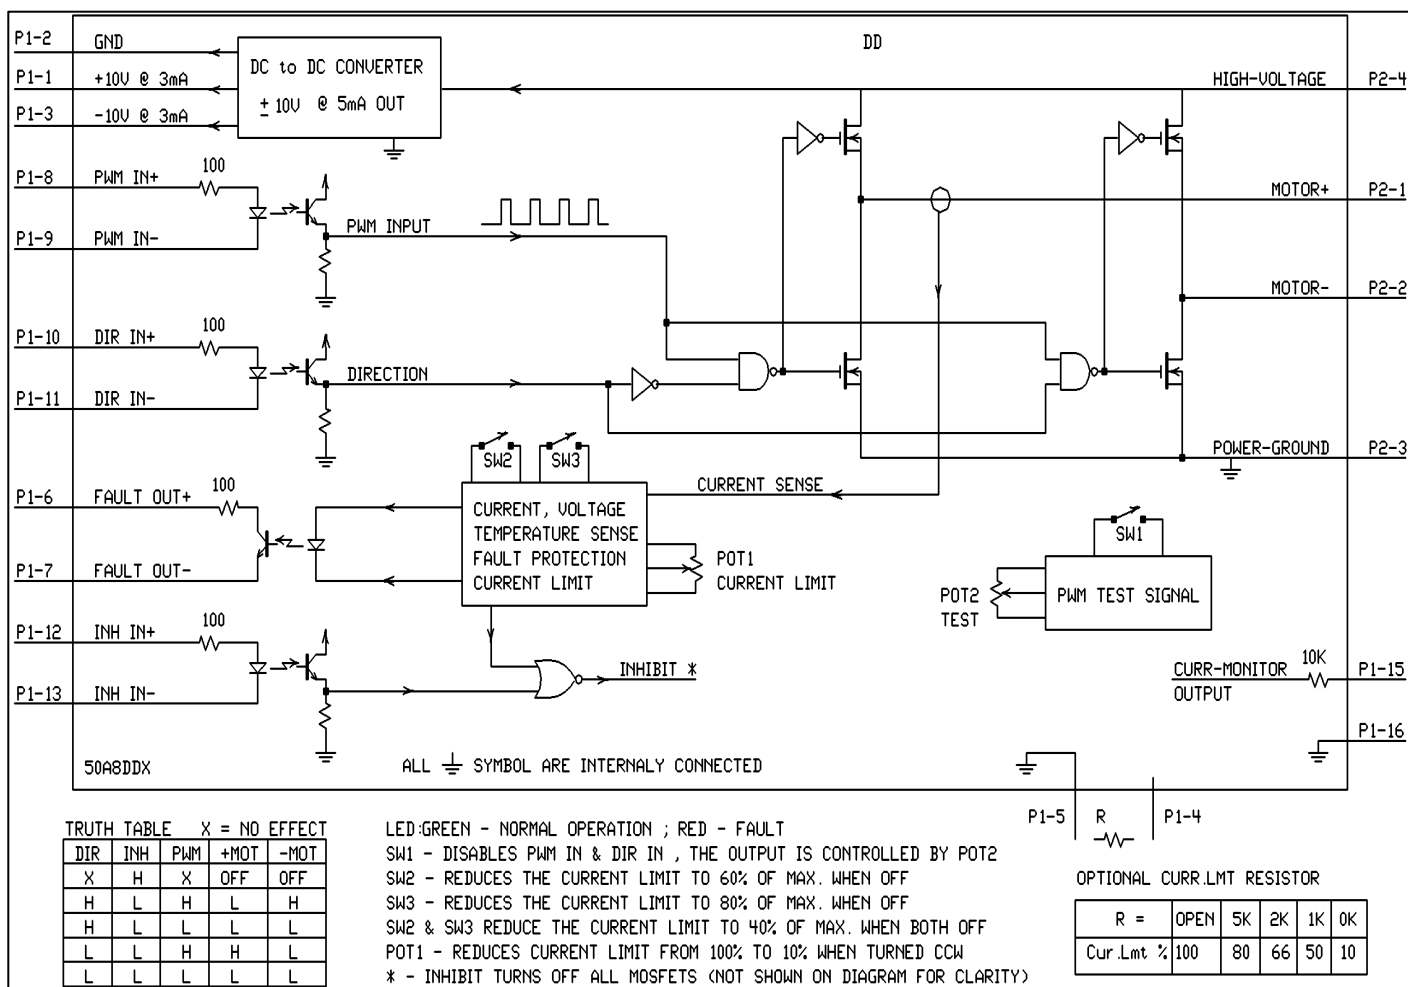 DD
P1-2 GND
P1-1 +10V @ 3mA
P1-3 -10V @ 3mA
DC to DC CONVERTER
± 10V @ 5mA OUT
HIGH-VOLTAGE P2-4
100
P1-8 PWM IN+
P1-9 PWM IN-
PWM INPUT
MOTOR+ P2-1
MOTOR- P2-2
100
P1-10 DIR IN+
P1-11 DIR IN-
DIRECTION
POWER-GROUND P2-3
SW2 SW3
CURRENT SENSE
100
P1-6 FAULT OUT+
P1-7 FAULT OUT-
CURRENT, VOLTAGE
TEMPERATURE SENSE
FAULT PROTECTION
CURRENT LIMIT
POT1
CURRENT LIMIT
SW1
POT2
TEST
PWM TEST SIGNAL
100
P1-12 INH IN+
P1-13 INH IN-
INHIBIT *
CURR-MONITOR
OUTPUT
10K
P1-15
P1-16
50A8DDX
ALL SYMBOL ARE INTERNALY CONNECTED
P1-5 R P1-4
TRUTH TABLE X = NO EFFECT
DIR INH PWM +MOT -MOT
X H X OFF OFF
H L H L H
H L L L L
L L H H L
L L L L L
LED:GREEN - NORMAL OPERATION ; RED - FAULT
SW1 - DISABLES PWM IN & DIR IN , THE OUTPUT IS CONTROLLED BY POT2
SW2 - REDUCES THE CURRENT LIMIT TO 60% OF MAX. WHEN OFF
SW3 - REDUCES THE CURRENT LIMIT TO 80% OF MAX. WHEN OFF
SW2 & SW3 REDUCE THE CURRENT LIMIT TO 40% OF MAX. WHEN BOTH OFF
POT1 - REDUCES CURRENT LIMIT FROM 100% TO 10% WHEN TURNED CCW
* - INHIBIT TURNS OFF ALL MOSFETS (NOT SHOWN ON DIAGRAM FOR CLARITY)
OPTIONAL CURR.LMT RESISTOR
R = OPEN 5K 2K 1K 0K
Cur.Lmt % 100 80 66 50 10